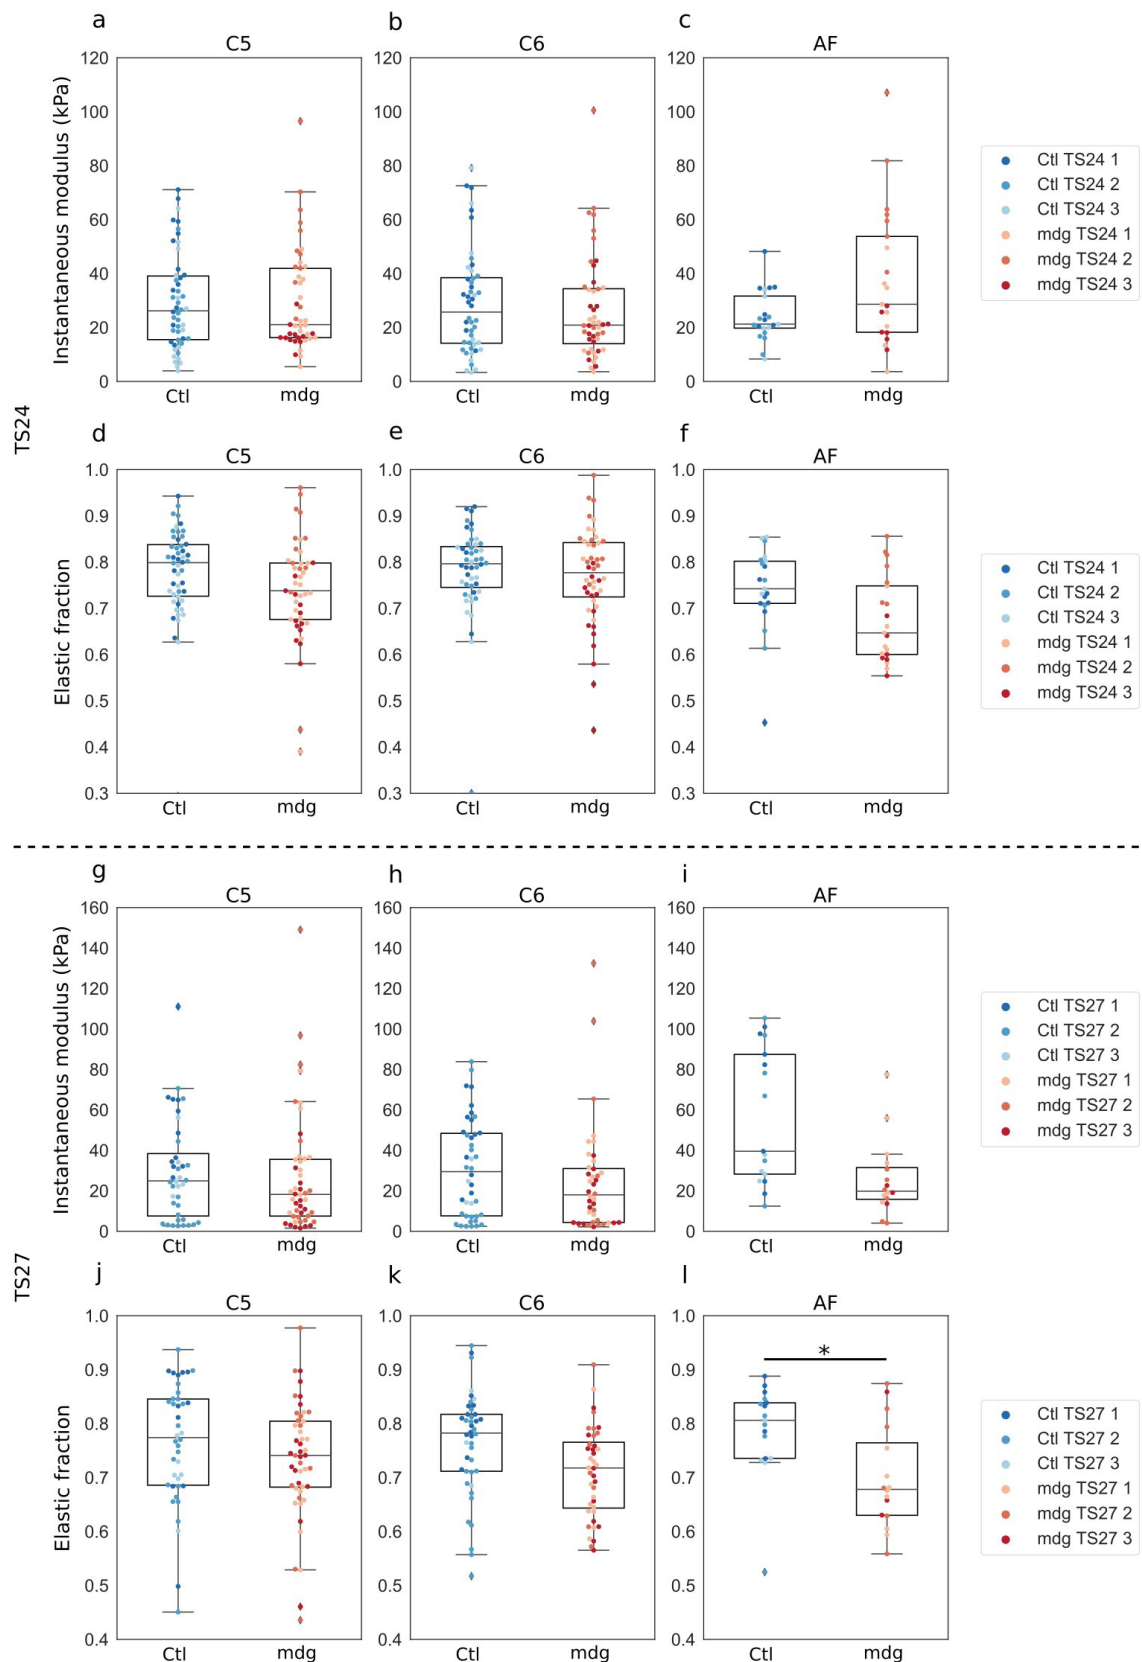 a
b
c
C5
C6
AF
Instantaneous modulus (kPa)
120
100
80
60
40
20
0
120
100
80
60
40
20
0
120
100
80
60
40
20
0
Ctl
mdg
Ctl
mdg
Ctl
mdg
Ctl TS24 1
Ctl TS24 2
Ctl TS24 3
mdg TS24 1
mdg TS24 2
mdg TS24 3
TS24
d
e
f
C5
C6
AF
Elastic fraction
1.0
0.9
0.8
0.7
0.6
0.5
0.4
0.3
1.0
0.9
0.8
0.7
0.6
0.5
0.4
0.3
1.0
0.9
0.8
0.7
0.6
0.5
0.4
0.3
Ctl
mdg
Ctl
mdg
Ctl
mdg
Ctl TS24 1
Ctl TS24 2
Ctl TS24 3
mdg TS24 1
mdg TS24 2
mdg TS24 3
g
h
i
C5
C6
AF
Instantaneous modulus (kPa)
160
140
120
100
80
60
40
20
0
160
140
120
100
80
60
40
20
0
160
140
120
100
80
60
40
20
0
Ctl
mdg
Ctl
mdg
Ctl
mdg
Ctl TS27 1
Ctl TS27 2
Ctl TS27 3
mdg TS27 1
mdg TS27 2
mdg TS27 3
TS27
j
k
l
C5
C6
AF
Elastic fraction
1.0
0.9
0.8
0.7
0.6
0.5
0.4
1.0
0.9
0.8
0.7
0.6
0.5
0.4
1.0
0.9
0.8
0.7
0.6
0.5
0.4
*
Ctl
mdg
Ctl
mdg
Ctl
mdg
Ctl TS27 1
Ctl TS27 2
Ctl TS27 3
mdg TS27 1
mdg TS27 2
mdg TS27 3